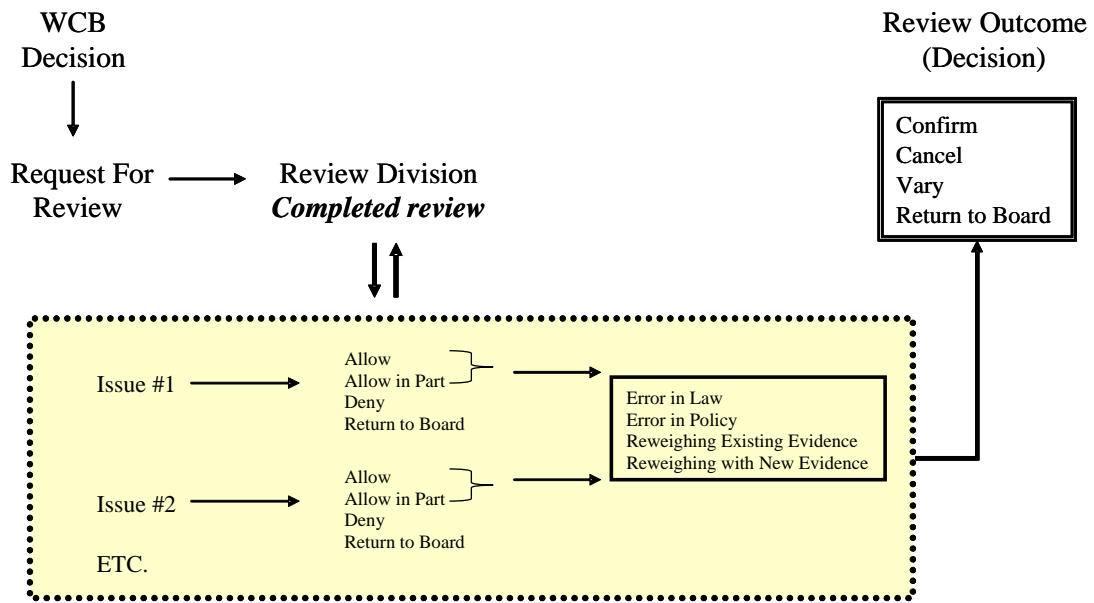 WCB
Decision
Request For
Review
Review Division
Completed review
Review Outcome
(Decision)
Confirm
Cancel
Vary
Return to Board
Issue #1
Allow
Allow in Part
Deny
Return to Board
Issue #2
Allow
Allow in Part
Deny
Return to Board
ETC.
Error in Law
Error in Policy
Reweighing Existing Evidence
Reweighing with New Evidence